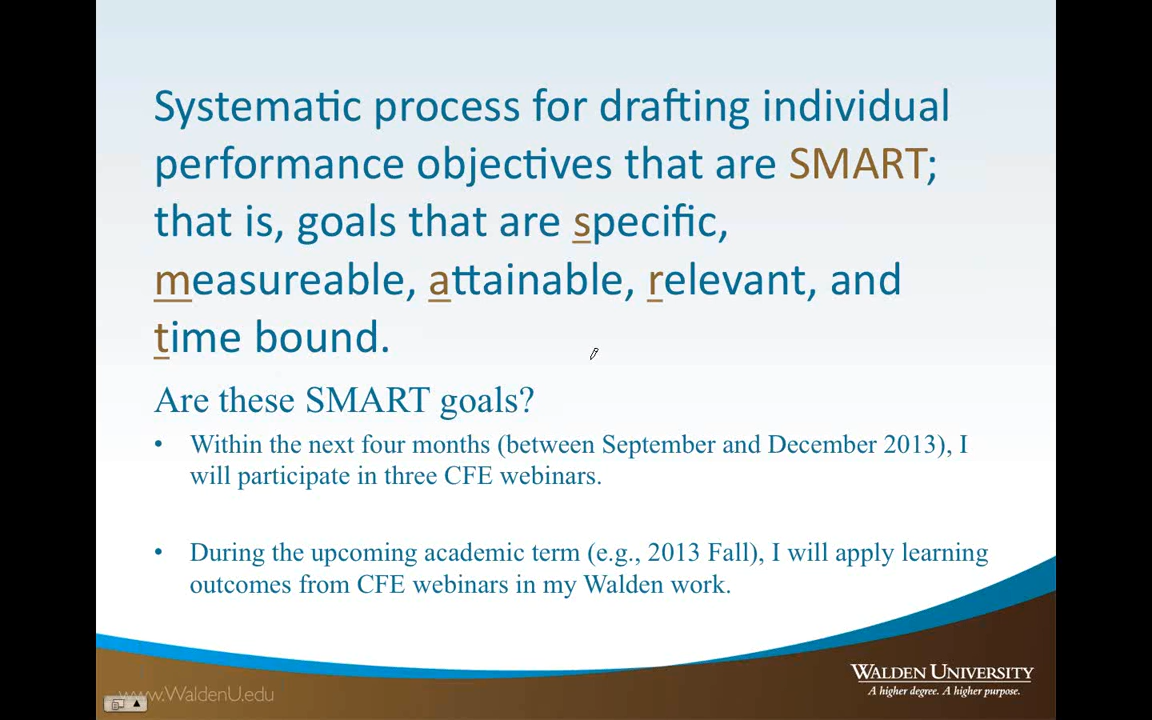 Systematic process for drafting individual
performance objectives that are SMART;
that is, goals that are specific,
measureable, attainable, relevant, and
time bound.
Are these SMART goals?
• Within the next four months (between September and December 2013), I
will participate in three CFE webinars.
• During the upcoming academic term (e.g., 2013 Fall), I will apply learning
outcomes from CFE webinars in my Walden work.
www.WaldenU.edu
WALDEN UNIVERSITY
A higher degree. A higher purpose.